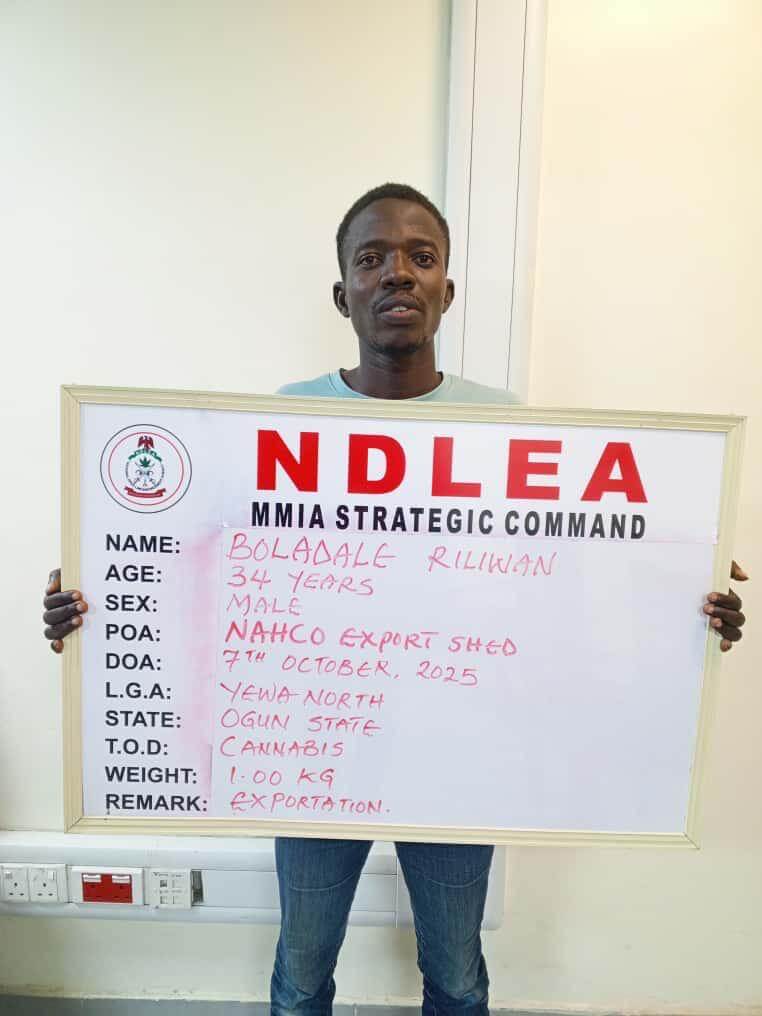 NDLEA
MMIA STRATEGIC COMMAND
NAME: BOLADALE RILIWAN
AGE: 34 YEARS
SEX: MALE
POA: NAHCO EXPORT SHED
DOA: 7TH OCTOBER, 2025
L.G.A: YEWA NORTH
STATE: OGUN STATE
T.O.D: CANNABIS
WEIGHT: 1.00 KG
REMARK: EXPORTATION.